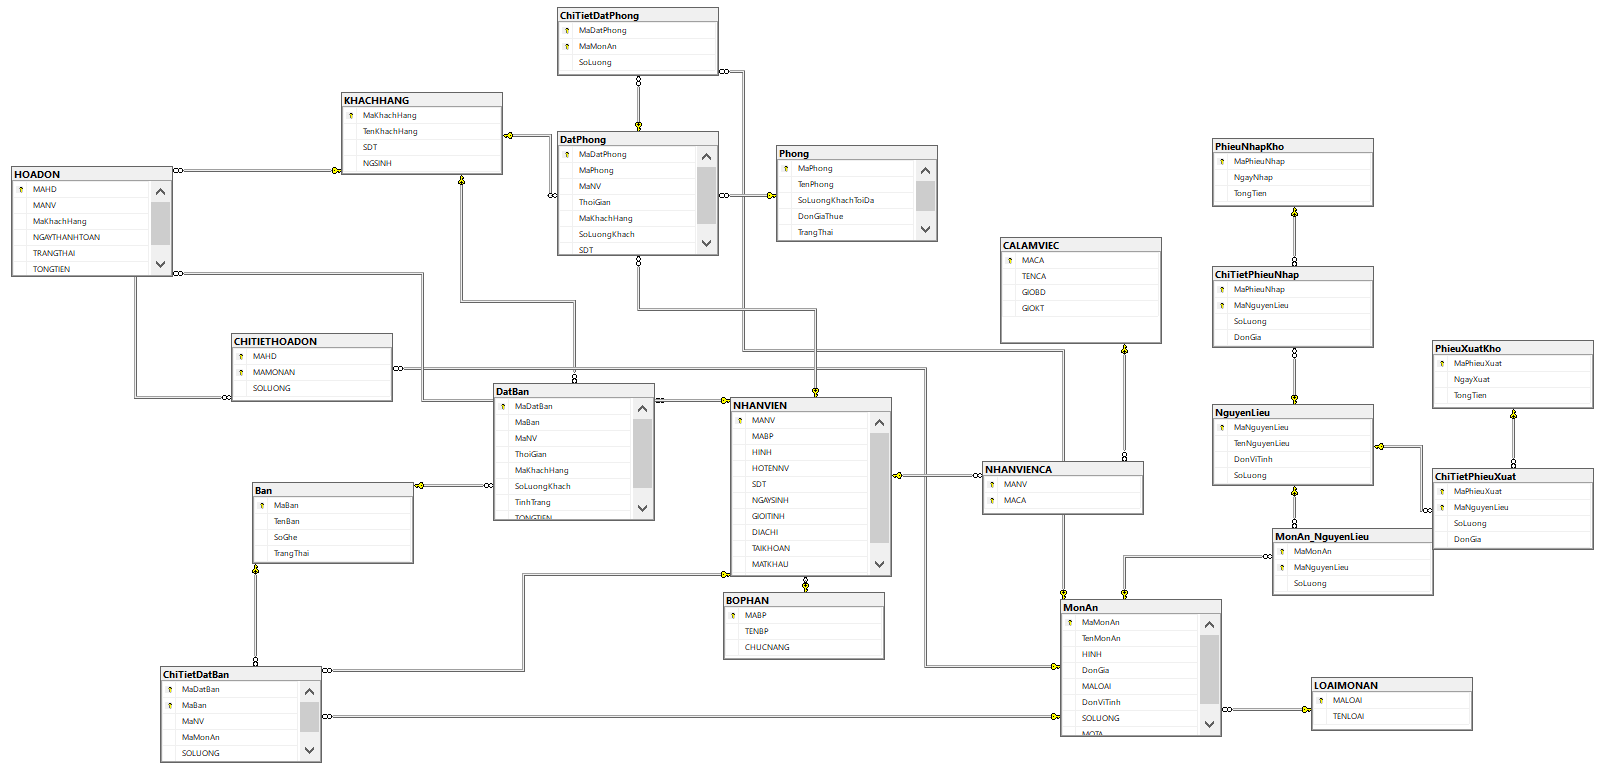 ChiTietDatPhong
MaDatPhong
MaMonAn
SoLuong
KHACHHANG
MaKhachHang
TenKhachHang
SDT
NGSINH
DatPhong
MaDatPhong
MaPhong
MaNV
ThoiGian
MaKhachHang
SoLuongKhach
SDT
Phong
MaPhong
TenPhong
SoLuongKhachToiDa
DonGiaThue
TrangThai
PhieuNhapKho
MaPhieuNhap
NgayNhap
TongTien
HOADON
MAHD
MANV
MaKhachHang
NGAYTHANHTOAN
TRANGTHAI
TONGTIEN
CALAMVIEC
MACA
TENCA
GIOBD
GIOKT
ChiTietPhieuNhap
MaPhieuNhap
MaNguyenLieu
SoLuong
DonGia
CHITIETHOADON
MAHD
MAMONAN
SOLUONG
PhieuXuatKho
MaPhieuXuat
NgayXuat
TongTien
DatBan
MaDatBan
MaBan
MaNV
ThoiGian
MaKhachHang
SoLuongKhach
TinhTrang
TONGTIEN
NHANVIEN
MANV
MABP
HINH
HOTENNV
SDT
NGAYSINH
GIOITINH
DIACHI
TAIKHOAN
MATKHAU
NguyenLieu
MaNguyenLieu
TenNguyenLieu
DonViTinh
SoLuong
NHANVIENCA
MANV
MACA
ChiTietPhieuXuat
MaPhieuXuat
MaNguyenLieu
SoLuong
DonGia
Ban
MaBan
TenBan
SoGhe
TrangThai
MonAn_NguyenLieu
MaMonAn
MaNguyenLieu
SoLuong
BOPHAN
MABP
TENBP
CHUCNANG
MonAn
MaMonAn
TenMonAn
HINH
DonGia
MALOAI
DonViTinh
SOLUONG
MOTA
ChiTietDatBan
MaDatBan
MaBan
MaNV
MaMonAn
SOLUONG
LOAIMONAN
MALOAI
TENLOAI